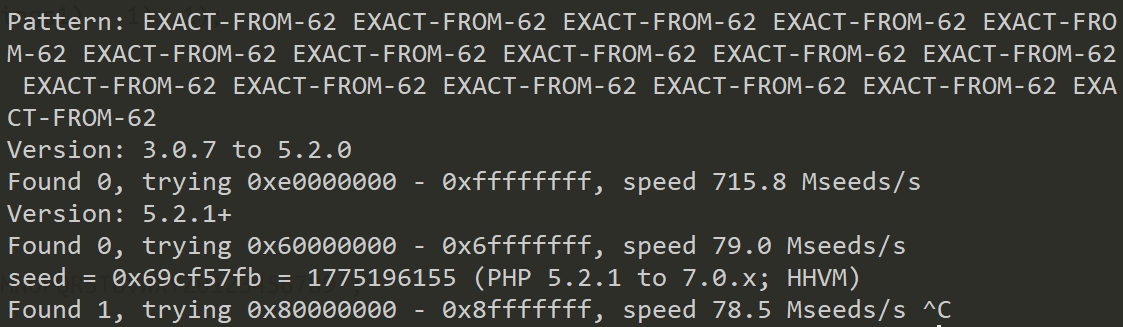 Pattern: EXACT-FROM-62 EXACT-FROM-62 EXACT-FROM-62 EXACT-FROM-62 EXACT-FRO
M-62 EXACT-FROM-62 EXACT-FROM-62 EXACT-FROM-62 EXACT-FROM-62 EXACT-FROM-62
 EXACT-FROM-62 EXACT-FROM-62 EXACT-FROM-62 EXACT-FROM-62 EXACT-FROM-62 EXA
CT-FROM-62
Version: 3.0.7 to 5.2.0
Found 0, trying 0xe0000000 - 0xffffffff, speed 715.8 Mseeds/s
Version: 5.2.1+
Found 0, trying 0x60000000 - 0x6fffffff, speed 79.0 Mseeds/s
seed = 0x69cf57fb = 1775196155 (PHP 5.2.1 to 7.0.x; HHVM)
Found 1, trying 0x80000000 - 0x8fffffff, speed 78.5 Mseeds/s ^C